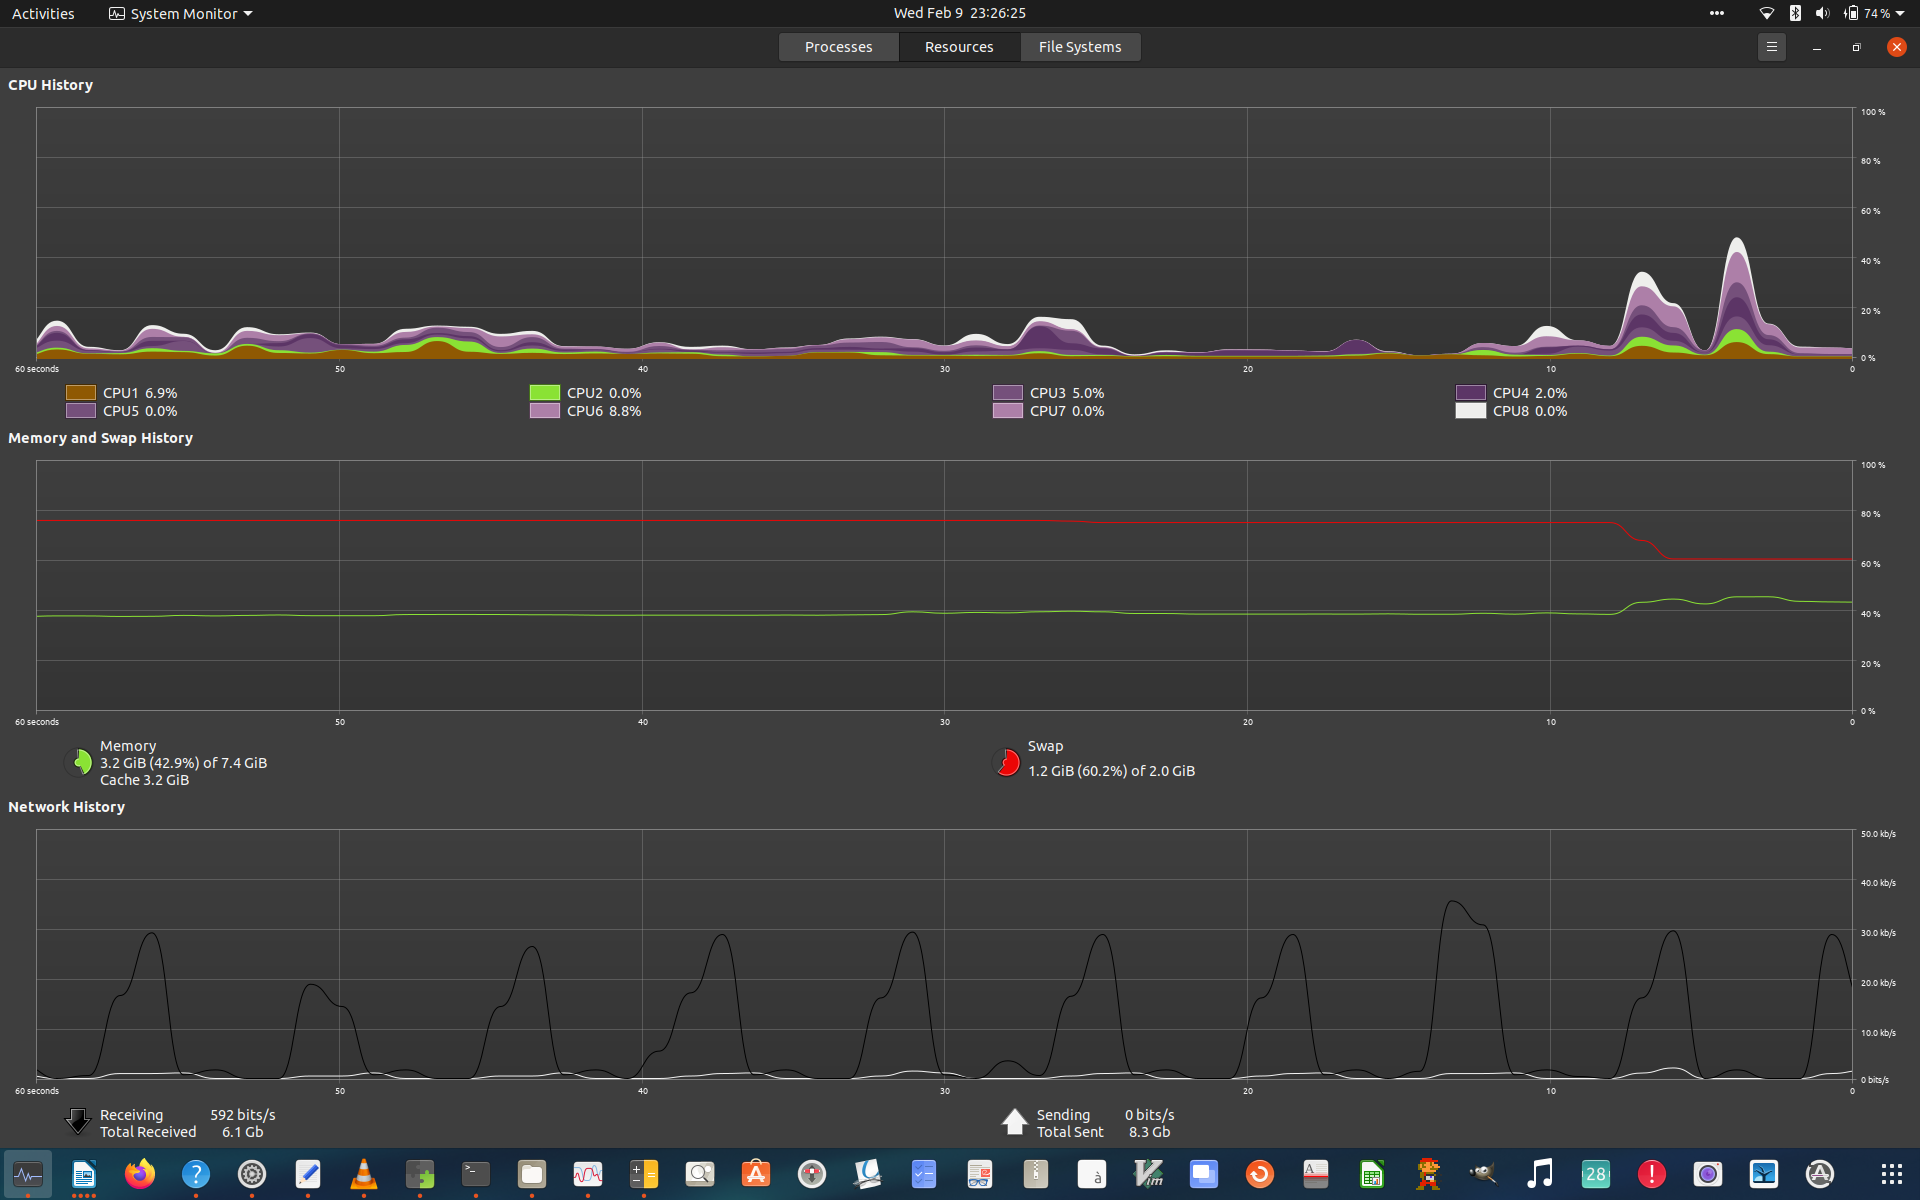 Activities System Monitor Wed Feb 9 23:26:25 74 %
Processes Resources File Systems
CPU History
100 %
80 %
60 %
40 %
20 %
0 %
60 seconds 50 40 30 20 10 0
CPU1 6.9% CPU2 0.0% CPU3 5.0% CPU4 2.0%
CPU5 0.0% CPU6 8.8% CPU7 0.0% CPU8 0.0%
Memory and Swap History
100 %
80 %
60 %
40 %
20 %
0 %
60 seconds 50 40 30 20 10 0
Memory
3.2 GiB (42.9%) of 7.4 GiB
Cache 3.2 GiB
Swap
1.2 GiB (60.2%) of 2.0 GiB
Network History
50.0 kb/s
40.0 kb/s
30.0 kb/s
20.0 kb/s
10.0 kb/s
0 bits/s
60 seconds 50 40 30 20 10 0
Receiving 592 bits/s
Total Received 6.1 Gb
Sending 0 bits/s
Total Sent 8.3 Gb
? >_ à Vim A 28 !